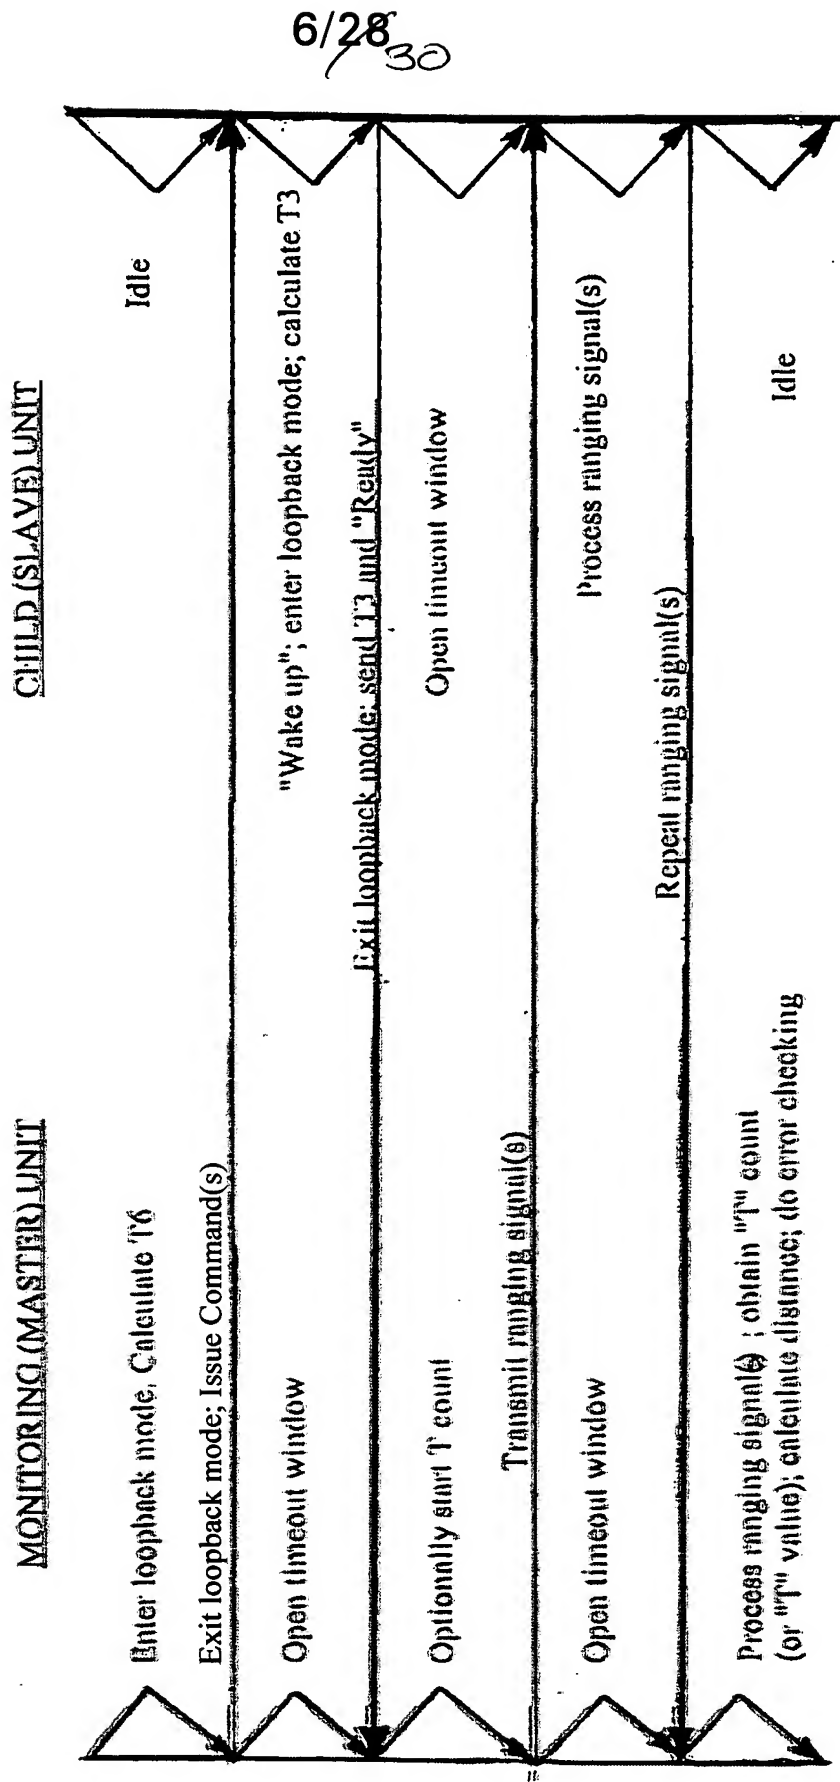 6/28
30
MONITORING (MASTER) UNIT
CHILD (SLAVE) UNIT
Enter loopback mode, Calculate T6
Idle
Exit loopback mode; Issue Command(s)
Open timeout window
"Wake up"; enter loopback mode; calculate T3
Exit loopback mode; send T3 and "Ready"
Optionally start T count
Open timeout window
Transmit ranging signal(s)
Open timeout window
Process ranging signal(s)
Repeat ranging signal(s)
Process ranging signal(s) ; obtain "T" count
(or "T" value); calculate distance; do error checking
Idle